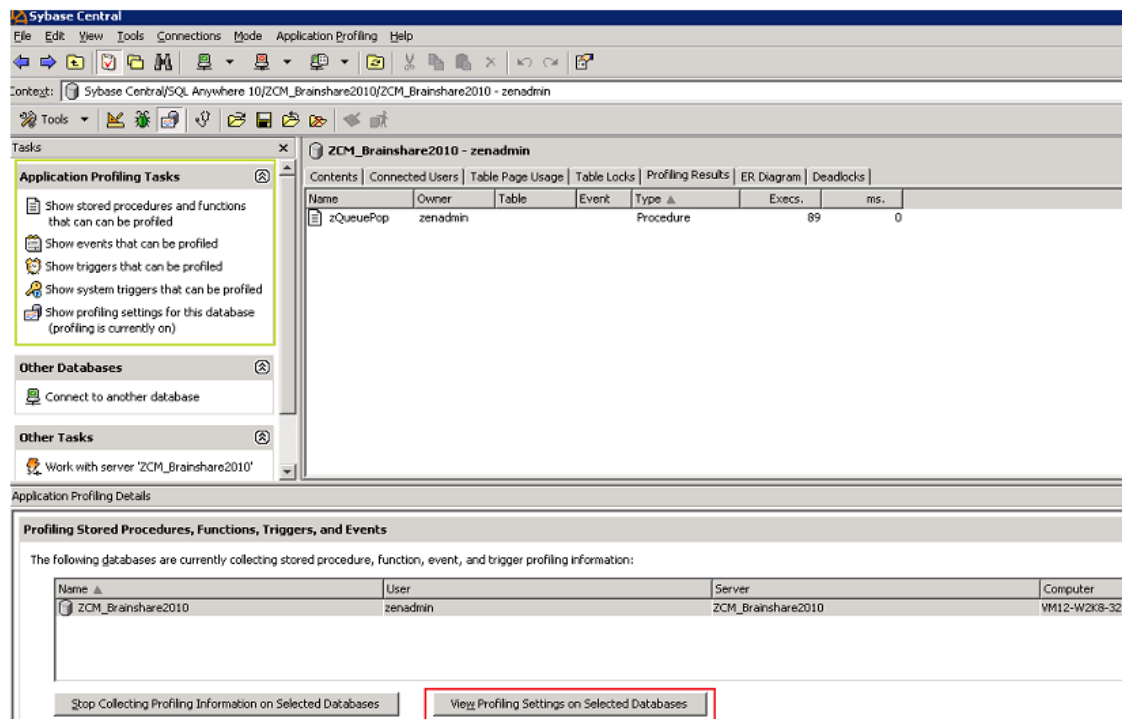 Sybase Central
File Edit View Tools Connections Mode Application Profiling Help
Context: Sybase Central/SQL Anywhere 10/ZCM_Brainshare2010/ZCM_Brainshare2010 - zenadmin
Tools
Tasks
Application Profiling Tasks
Show stored procedures and functions
that can can be profiled
Show events that can be profiled
Show triggers that can be profiled
Show system triggers that can be profiled
Show profiling settings for this database
(profiling is currently on)
Other Databases
Connect to another database
Other Tasks
Work with server 'ZCM_Brainshare2010'
ZCM_Brainshare2010 - zenadmin
Contents Connected Users Table Page Usage Table Locks Profiling Results ER Diagram Deadlocks
Name Owner Table Event Type Execs. ms.
zQueuePop zenadmin Procedure 89 0
Application Profiling Details
Profiling Stored Procedures, Functions, Triggers, and Events
The following databases are currently collecting stored procedure, function, event, and trigger profiling information:
Name User Server Computer
ZCM_Brainshare2010 zenadmin ZCM_Brainshare2010 VM12-W2K8-32
Stop Collecting Profiling Information on Selected Databases View Profiling Settings on Selected Databases